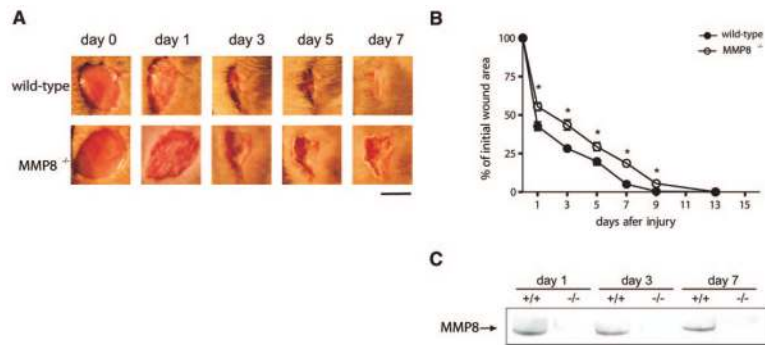 A
day 0 day 1 day 3 day 5 day 7
wild-type
MMP8 -/-
B
wild-type
MMP8 -/-
% of initial wound area
100
75
50
25
0
* * * * *
1 3 5 7 9 11 13 15
days afer injury
C
day 1 day 3 day 7
+/+ -/- +/+ -/- +/+ -/-
MMP8